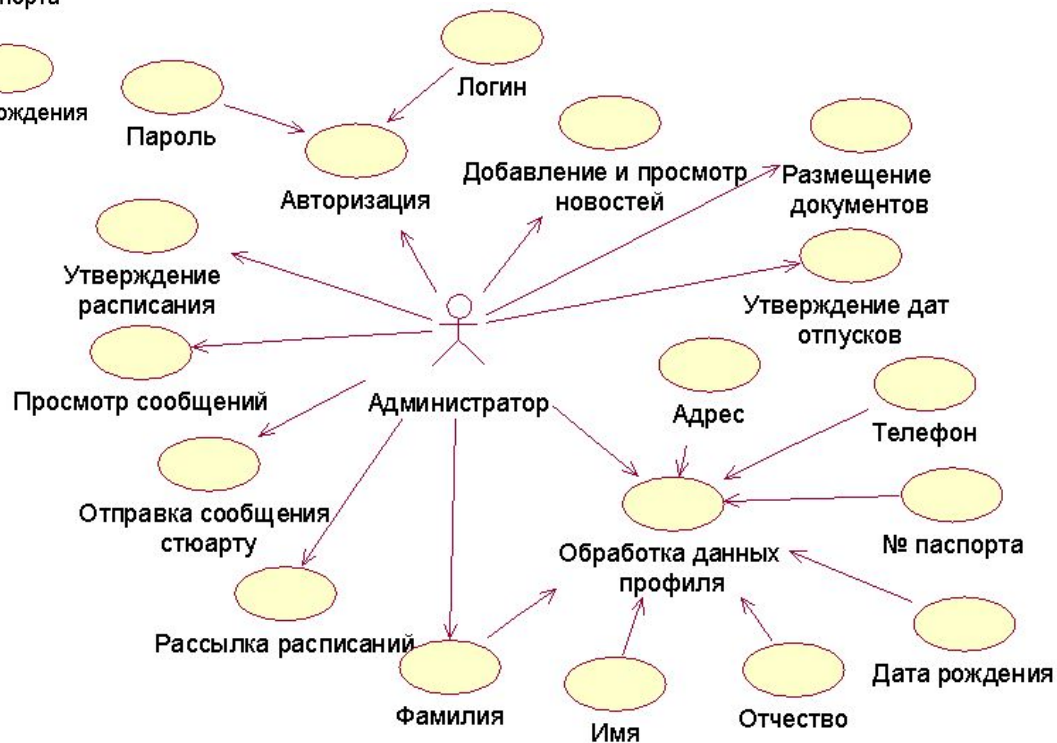 Логин
Пароль
Авторизация
Добавление и просмотр
новостей
Размещение
документов
Утверждение
расписания
Утверждение дат
отпусков
Просмотр сообщений
Администратор
Адрес
Телефон
Отправка сообщения
стюарту
№ паспорта
Обработка данных
профиля
Рассылка расписаний
Дата рождения
Фамилия
Имя
Отчество